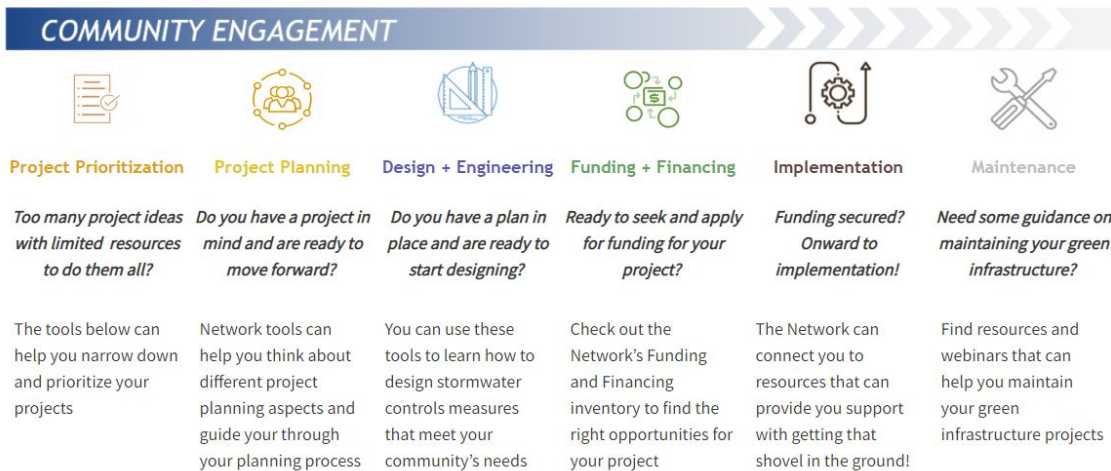 COMMUNITY ENGAGEMENT
$
Project Prioritization
Too many project ideas
with limited resources
to do them all?
The tools below can
help you narrow down
and prioritize your
projects
Project Planning
Do you have a project in
mind and are ready to
move forward?
Network tools can
help you think about
different project
planning aspects and
guide your through
your planning process
Design + Engineering
Do you have a plan in
place and are ready to
start designing?
You can use these
tools to learn how to
design stormwater
controls measures
that meet your
community's needs
Funding + Financing
Ready to seek and apply
for funding for your
project?
Check out the
Network's Funding
and Financing
inventory to find the
right opportunities for
your project
Implementation
Funding secured?
Onward to
implementation!
The Network can
connect you to
resources that can
provide you support
with getting that
shovel in the ground!
Maintenance
Need some guidance on
maintaining your green
infrastructure?
Find resources and
webinars that can
help you maintain
your green
infrastructure projects